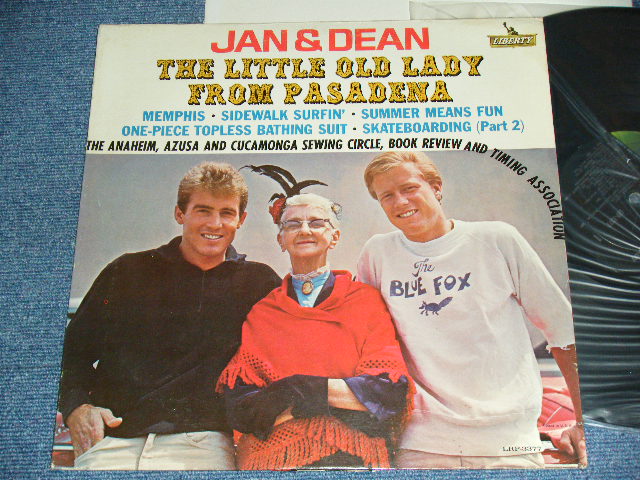 JAN & DEAN
LIBERTY
THE LITTLE OLD LADY
FROM PASADENA
MEMPHIS · SIDEWALK SURFIN' · SUMMER MEANS FUN
ONE-PIECE TOPLESS BATHING SUIT · SKATEBOARDING (Part 2)
THE ANAHEIM, AZUSA AND CUCAMONGA SEWING CIRCLE, BOOK REVIEW AND TIMING ASSOCIATION
The
BLUE FOX
LRP-3377